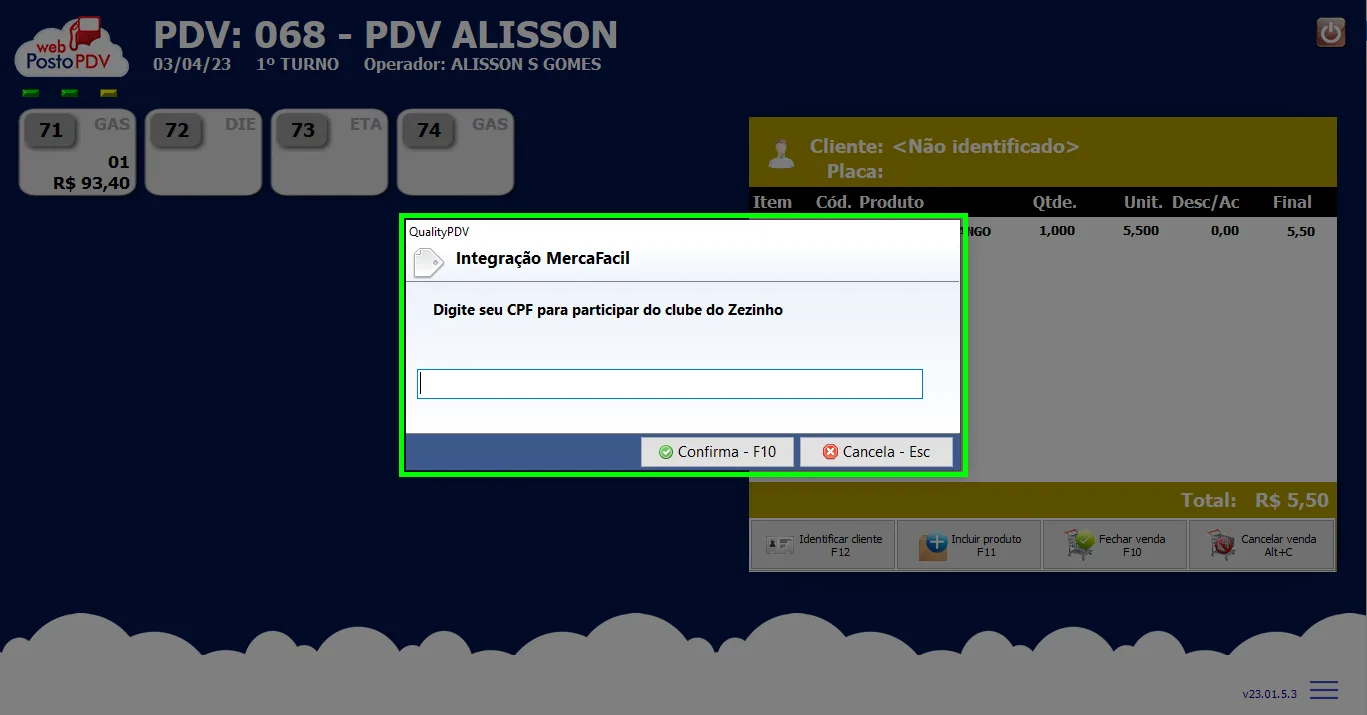 web
PostoPDV
PDV: 068 - PDV ALISSON
03/04/23 1º TURNO Operador: ALISSON S GOMES
71 GAS
01
R$ 93,40
72 DIE
73 ETA
74 GAS
Cliente: <Não identificado>
Placa:
Item Cód. Produto Qtde. Unit. Desc/Ac Final
NGO 1,000 5,500 0,00 5,50
QualityPDV
Integração MercaFacil
Digite seu CPF para participar do clube do Zezinho
Confirma - F10
Cancela - Esc
Total: R$ 5,50
Identificar cliente
F12
Incluir produto
F11
Fechar venda
F10
Cancelar venda
Alt+C
v23.01.5.3